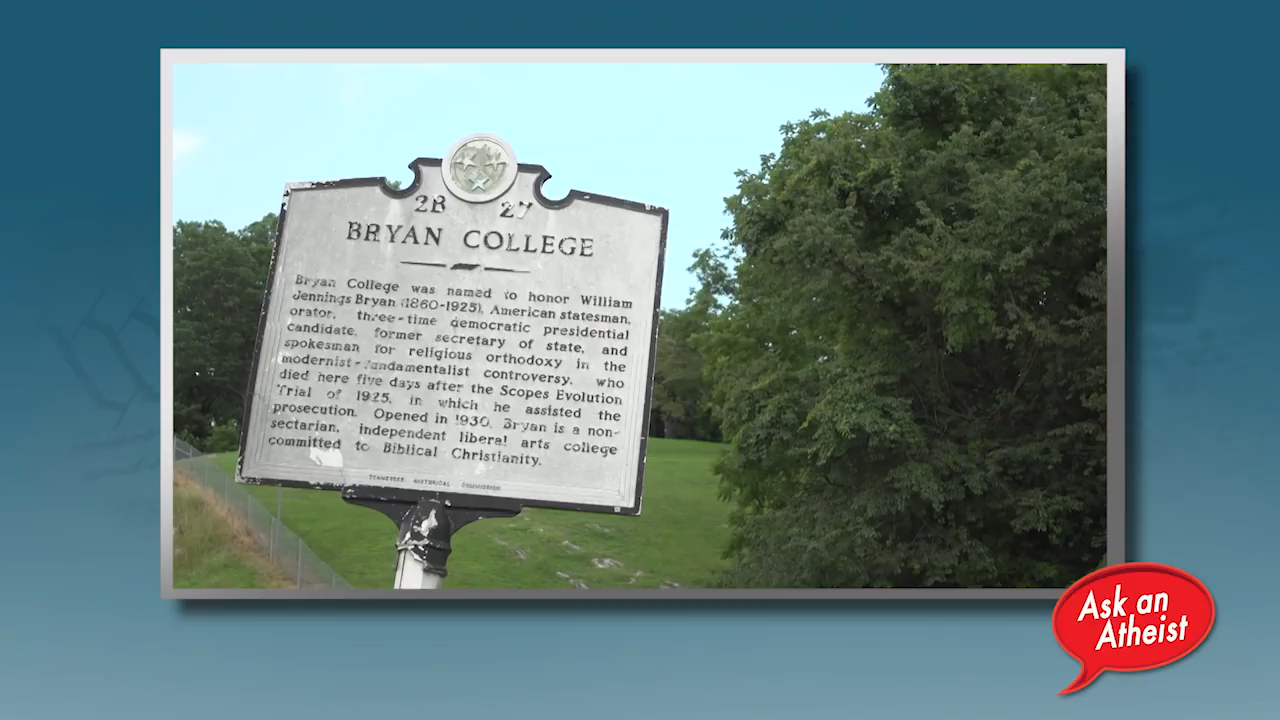 2B 27
BRYAN COLLEGE
Bryan College was named to honor William
Jennings Bryan (1860-1925), American statesman,
orator, three-time democratic presidential
candidate, former secretary of state, and
spokesman for religious orthodoxy in the
modernist-fundamentalist controversy, who
died here five days after the Scopes Evolution
Trial of 1925, in which he assisted the
prosecution. Opened in 1930, Bryan is a non-
sectarian, independent liberal arts college
committed to Biblical Christianity.
TENNESSEE HISTORICAL COMMISSION
Ask an
Atheist